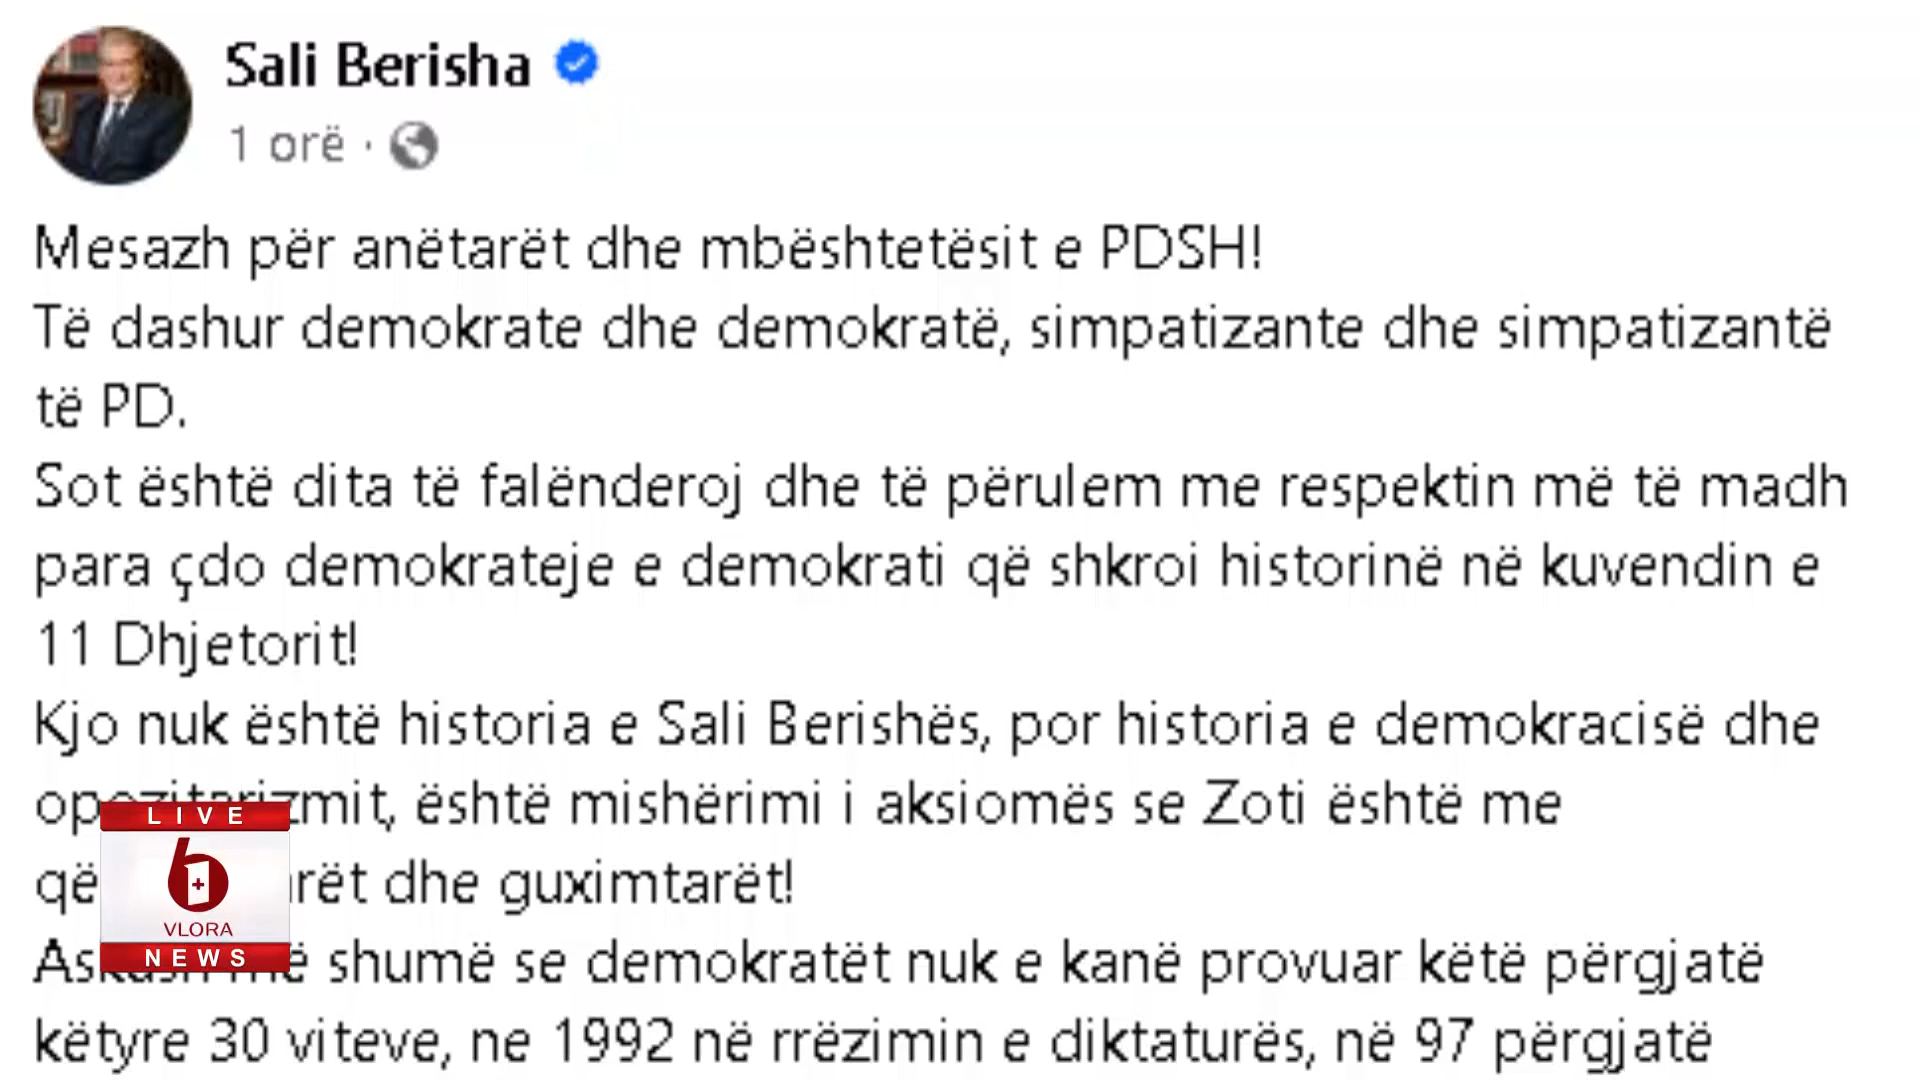 Sali Berisha
1 orë ·
Mesazh për anëtarët dhe mbështetësit e PDSH!
Të dashur demokrate dhe demokratë, simpatizante dhe simpatizantë
të PD.
Sot është dita të falënderoj dhe të përulem me respektin më të madh
para çdo demokrateje e demokrati që shkroi historinë në kuvendin e
11 Dhjetorit!
Kjo nuk është historia e Sali Berishës, por historia e demokracisë dhe
opozitarizmit, është mishërimi i aksiomës se Zoti është me
që dhe guximtarët!
shumë se demokratët nuk e kanë provuar këtë përgjatë
këtyre 30 viteve, ne 1992 në rrëzimin e diktaturës, në 97 përgjatë
LIVE
6
VLORA
NEWS